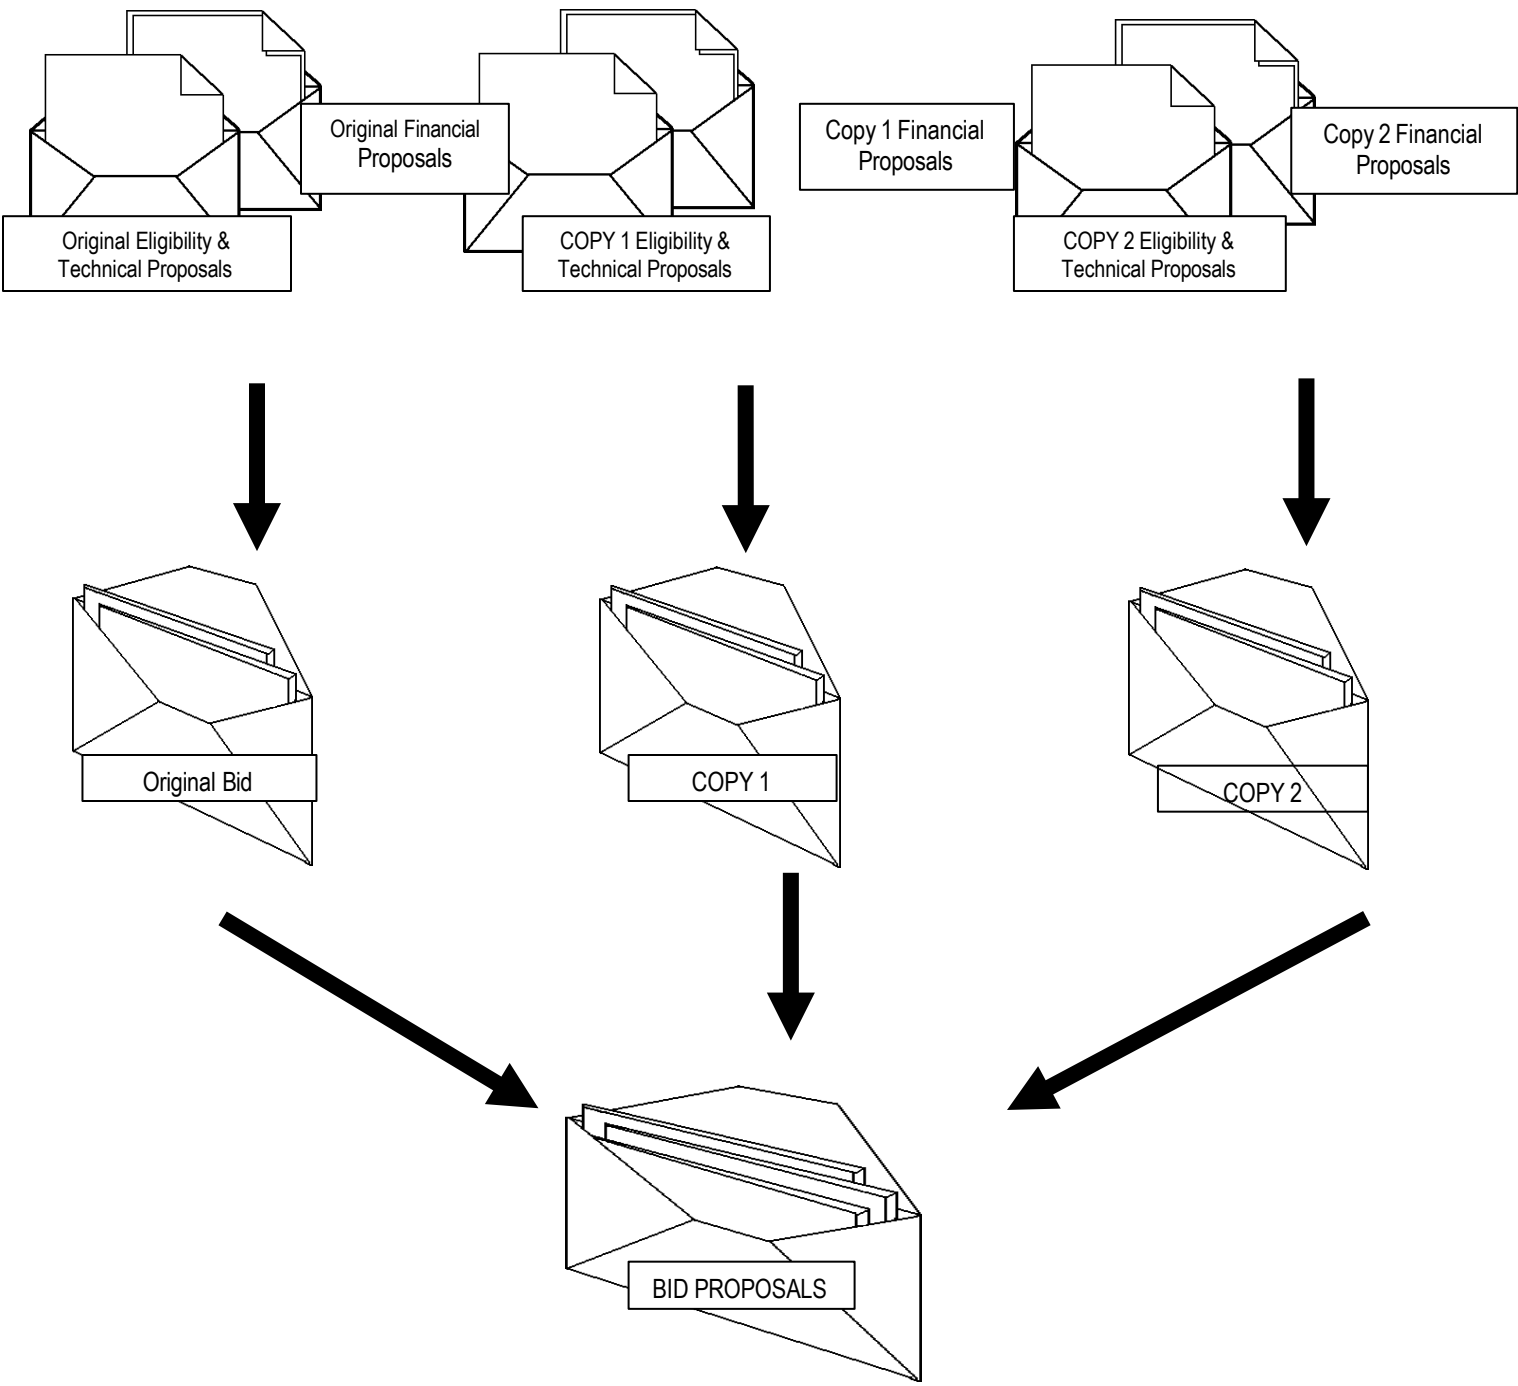 Original Financial
Proposals
Copy 1 Financial
Proposals
Copy 2 Financial
Proposals
Original Eligibility &
Technical Proposals
COPY 1 Eligibility &
Technical Proposals
COPY 2 Eligibility &
Technical Proposals
Original Bid
COPY 1
COPY 2
BID PROPOSALS